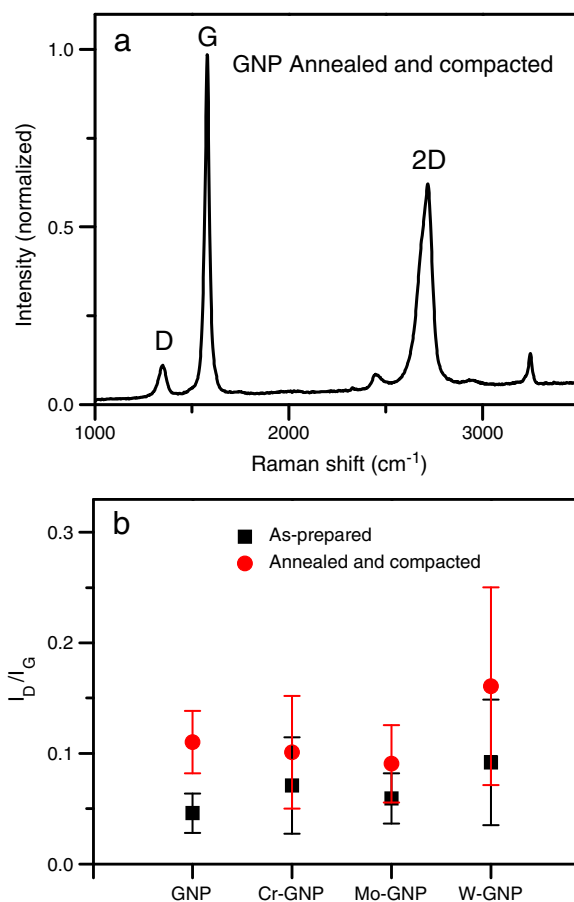 a
G
GNP Annealed and compacted
2D
D
Intensity (normalized)
1.0
0.5
0.0
1000 2000 3000
Raman shift (cm⁻¹)
b
As-prepared
Annealed and compacted
I_D/I_G
0.3
0.2
0.1
0.0
GNP Cr-GNP Mo-GNP W-GNP